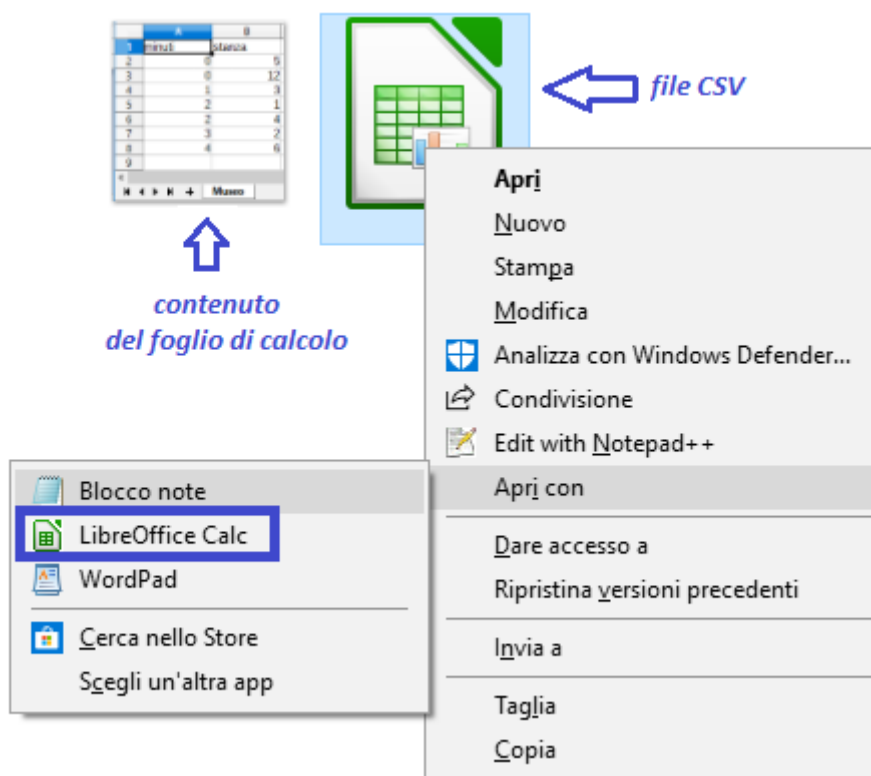 A B
1 minuti stanza
2 0 5
3 0 12
4 1 3
5 2 1
6 2 4
7 3 2
8 4 6
9
Museo
file CSV
contenuto
del foglio di calcolo
Apri
Nuovo
Stampa
Modifica
Analizza con Windows Defender...
Condivisione
Edit with Notepad++
Apri con
Dare accesso a
Ripristina versioni precedenti
Invia a
Taglia
Copia
Blocco note
LibreOffice Calc
WordPad
Cerca nello Store
Scegli un'altra app